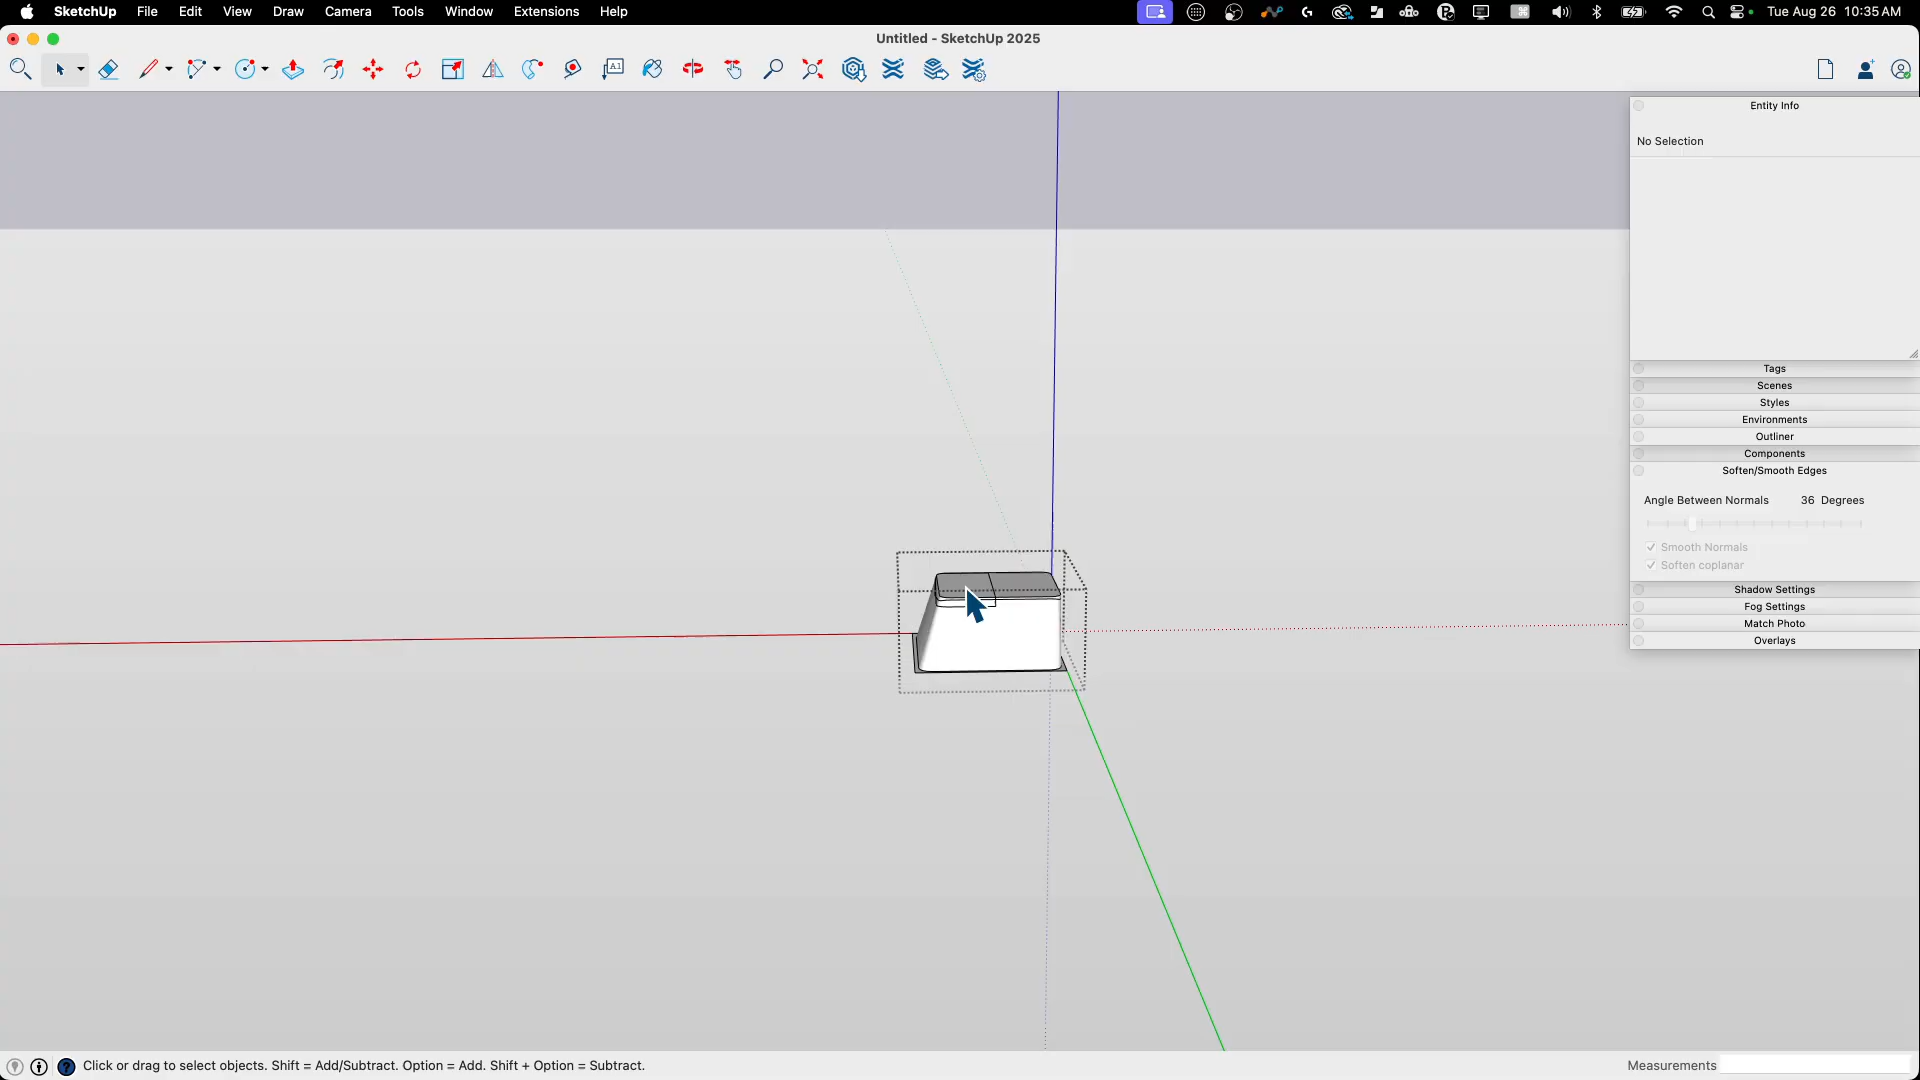 SketchUp File Edit View Draw Camera Tools Window Extensions Help Tue Aug 26 10:35 AM
Untitled - SketchUp 2025
A1
Entity Info
No Selection
Tags
Scenes
Styles
Environments
Outliner
Components
Soften/Smooth Edges
Angle Between Normals 36 Degrees
Smooth Normals
Soften coplanar
Shadow Settings
Fog Settings
Match Photo
Overlays
Click or drag to select objects. Shift = Add/Subtract. Option = Add. Shift + Option = Subtract.
Measurements